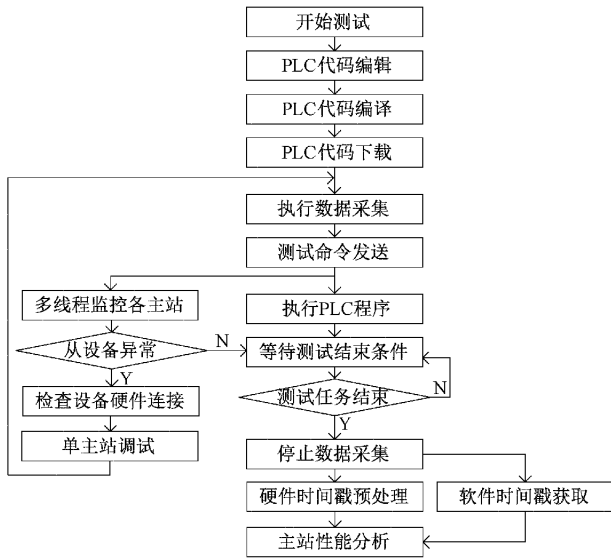 开始测试
PLC代码编辑
PLC代码编译
PLC代码下载
执行数据采集
测试命令发送
多线程监控各主站
执行PLC程序
从设备异常
N
等待测试结束条件
Y
检查设备硬件连接
测试任务结束
N
Y
单主站调试
停止数据采集
硬件时间戳预处理
软件时间戳获取
主站性能分析